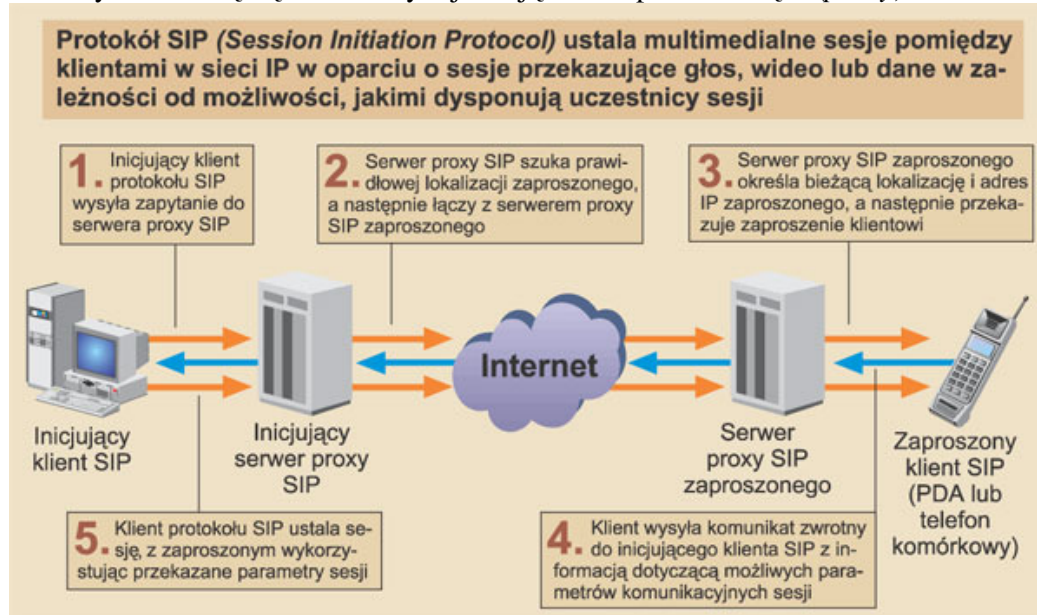 Protokół SIP (Session Initiation Protocol) ustala multimedialne sesje pomiędzy
klientami w sieci IP w oparciu o sesje przekazujące głos, wideo lub dane w za-
leżności od możliwości, jakimi dysponują uczestnicy sesji
1. Inicjujący klient
protokołu SIP
wysyła zapytanie do
serwera proxy SIP
2. Serwer proxy SIP szuka prawi-
dłowej lokalizacji zaproszonego,
a następnie łączy z serwerem proxy
SIP zaproszonego
3. Serwer proxy SIP zaproszonego
określa bieżącą lokalizację i adres
IP zaproszonego, a następnie przeka-
zuje zaproszenie klientowi
Internet
Inicjujący
klient SIP
Inicjujący
serwer proxy
SIP
Serwer
proxy SIP
zaproszonego
Zaproszony
klient SIP
(PDA lub
telefon
komórkowy)
5. Klient protokołu SIP ustala se-
sję, z zaproszonym wykorzy-
stując przekazane parametry sesji
4. Klient wysyła komunikat zwrotny
do inicjującego klienta SIP z in-
formacją dotyczącą możliwych para-
metrów komunikacyjnych sesji